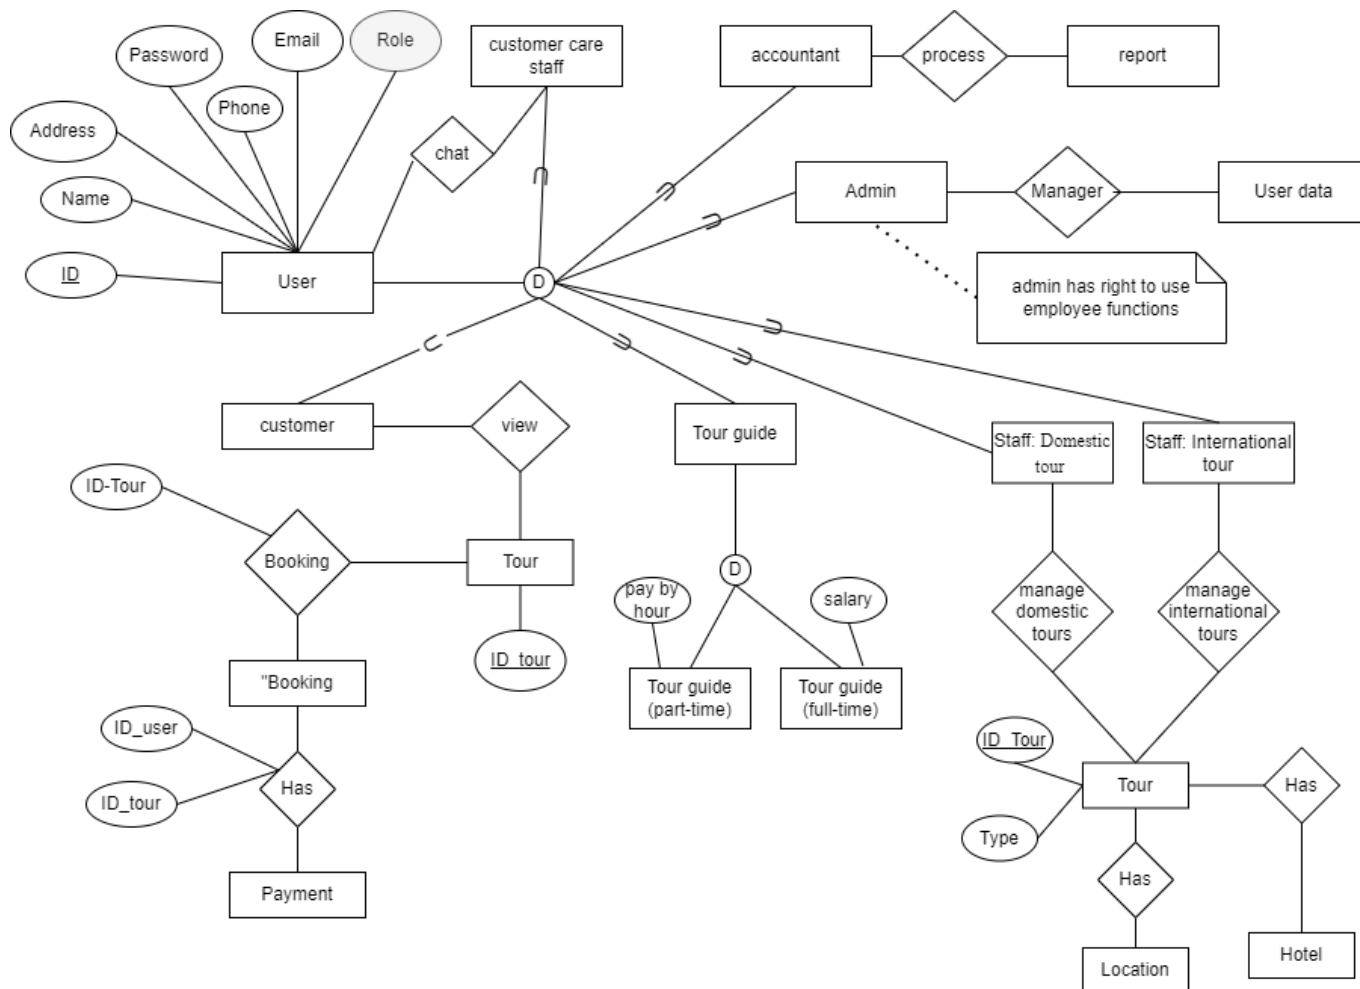 Password
Email
Role
customer care
staff
accountant
process
report
Phone
Address
chat
Name
Admin
Manager
User data
ID
User
D
admin has right to use
employee functions
customer
view
Tour guide
Staff: Domestic
tour
Staff: International
tour
ID-Tour
Booking
Tour
D
pay by
hour
salary
manage
domestic
tours
manage
international
tours
ID_tour
"Booking
Tour guide
(part-time)
Tour guide
(full-time)
ID_user
ID_tour
Has
ID_Tour
Type
Tour
Has
Has
Payment
Location
Hotel